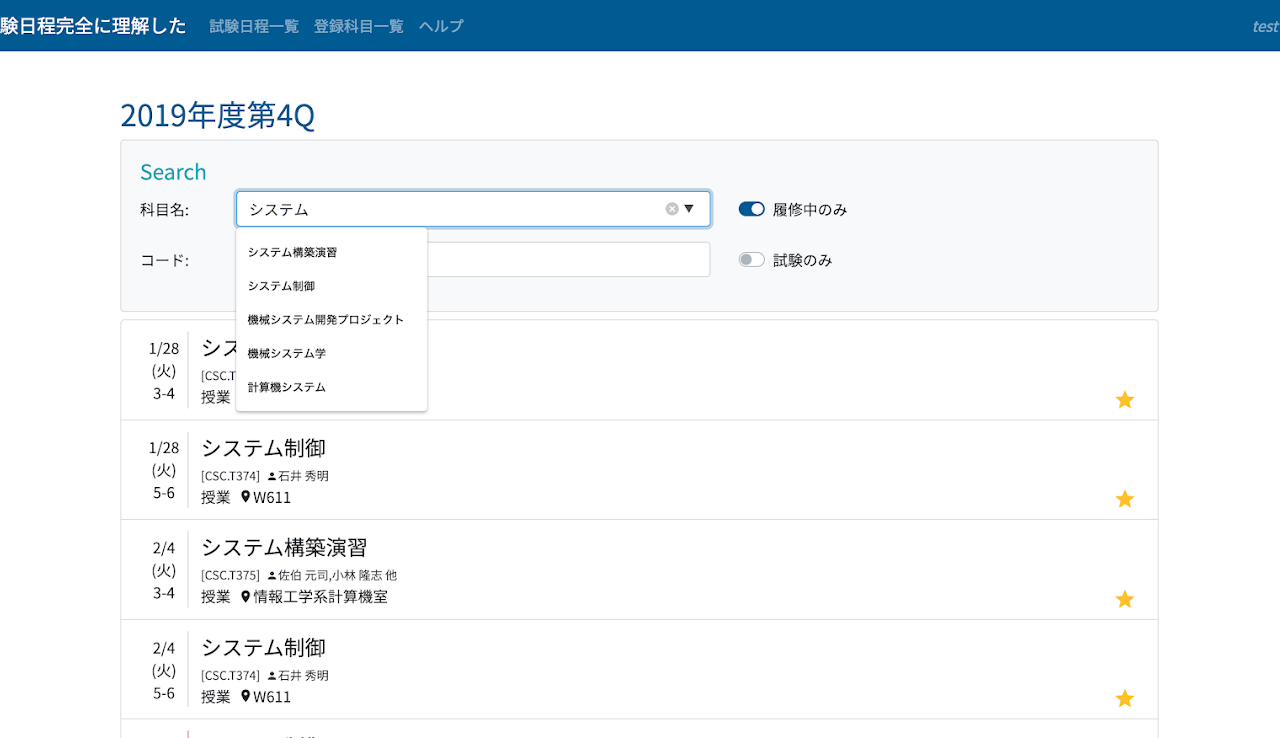 験日程完全に理解した 試験日程一覧 登録科目一覧 ヘルプ test
2019年度第4Q
Search
科目名: システム 履修中のみ
コード: 試験のみ
システム構築演習
システム制御
機械システム開発プロジェクト
機械システム学
計算機システム
1/28 シス
(火) [CSC.T
3-4 授業
1/28 システム制御
(火) [CSC.T374] 石井 秀明
5-6 授業 W611
2/4 システム構築演習
(火) [CSC.T375] 佐伯 元司,小林 隆志 他
3-4 授業 情報工学系計算機室
2/4 システム制御
(火) [CSC.T374] 石井 秀明
5-6 授業 W611